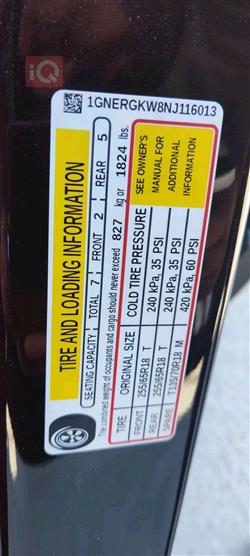 iQ
1GNERGKW8NJ116013
TIRE AND LOADING INFORMATION
SEATING CAPACITY TOTAL 7 FRONT 2 REAR 5
The combined weight of occupants and cargo should never exceed 827 kg or 1824 lbs.
TIRE ORIGINAL SIZE COLD TIRE PRESSURE
FRONT 255/65R18 T 240 kPa, 35 PSI
REAR 255/65R18 T 240 kPa, 35 PSI
SPARE T135/70R18 M 420 kPa, 60 PSI
SEE OWNER'S
MANUAL FOR
ADDITIONAL
INFORMATION